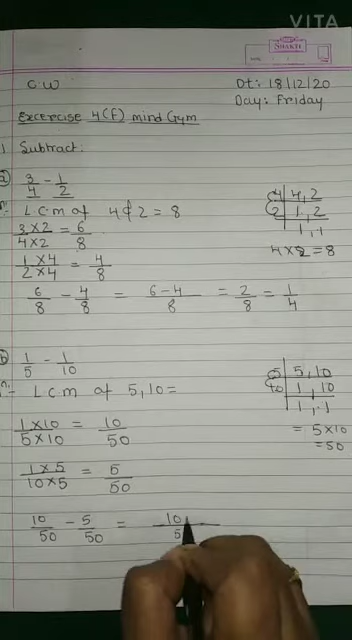 VITA
SHAKTI
C.W
Dt: 18/12/20
Day: Friday
Excercise 4(F) mind Gym
1 Subtract:
a) 3/4 - 1/2
4 | 4, 2
2 | 1, 2
1, 1
4 × 2 = 8
L.C.m of 4 & 2 = 8
3 × 2 / 4 × 2 = 6/8
1 × 4 / 2 × 4 = 4/8
6/8 - 4/8 = 6 - 4 / 8 = 2/8 = 1/4
b) 1/5 - 1/10
5 | 5, 10
10 | 1, 10
1, 1
= 5 × 10
= 50
L.C.m of 5, 10 =
1 × 10 / 5 × 10 = 10/50
1 × 5 / 10 × 5 = 5/50
10/50 - 5/50 = 10 / 5